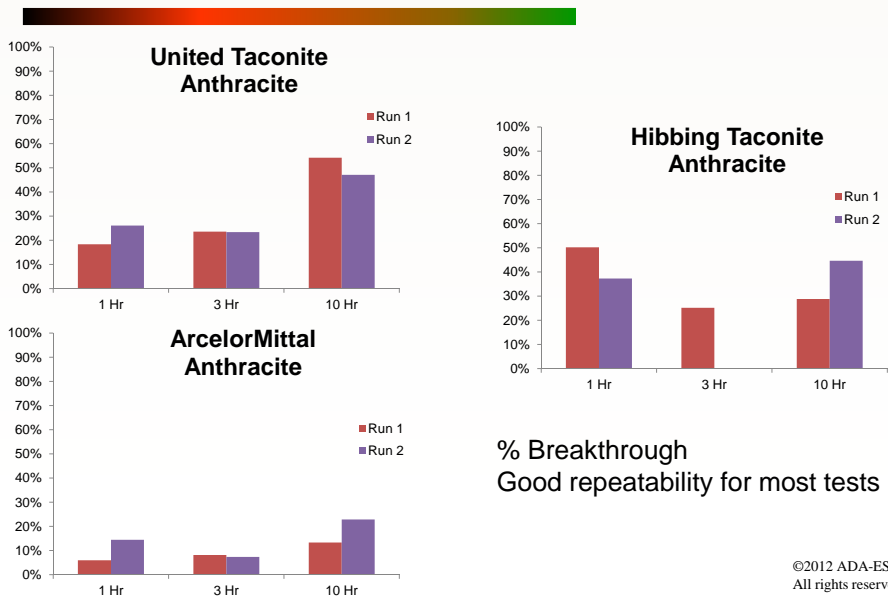 United Taconite
Anthracite
100%
90%
80%
70%
60%
50%
40%
30%
20%
10%
0%
Run 1
Run 2
1 Hr 3 Hr 10 Hr
ArcelorMittal
Anthracite
100%
90%
80%
70%
60%
50%
40%
30%
20%
10%
0%
Run 1
Run 2
1 Hr 3 Hr 10 Hr
Hibbing Taconite
Anthracite
100%
90%
80%
70%
60%
50%
40%
30%
20%
10%
0%
Run 1
Run 2
1 Hr 3 Hr 10 Hr
% Breakthrough
Good repeatability for most tests
©2012 ADA-ES
All rights reserv